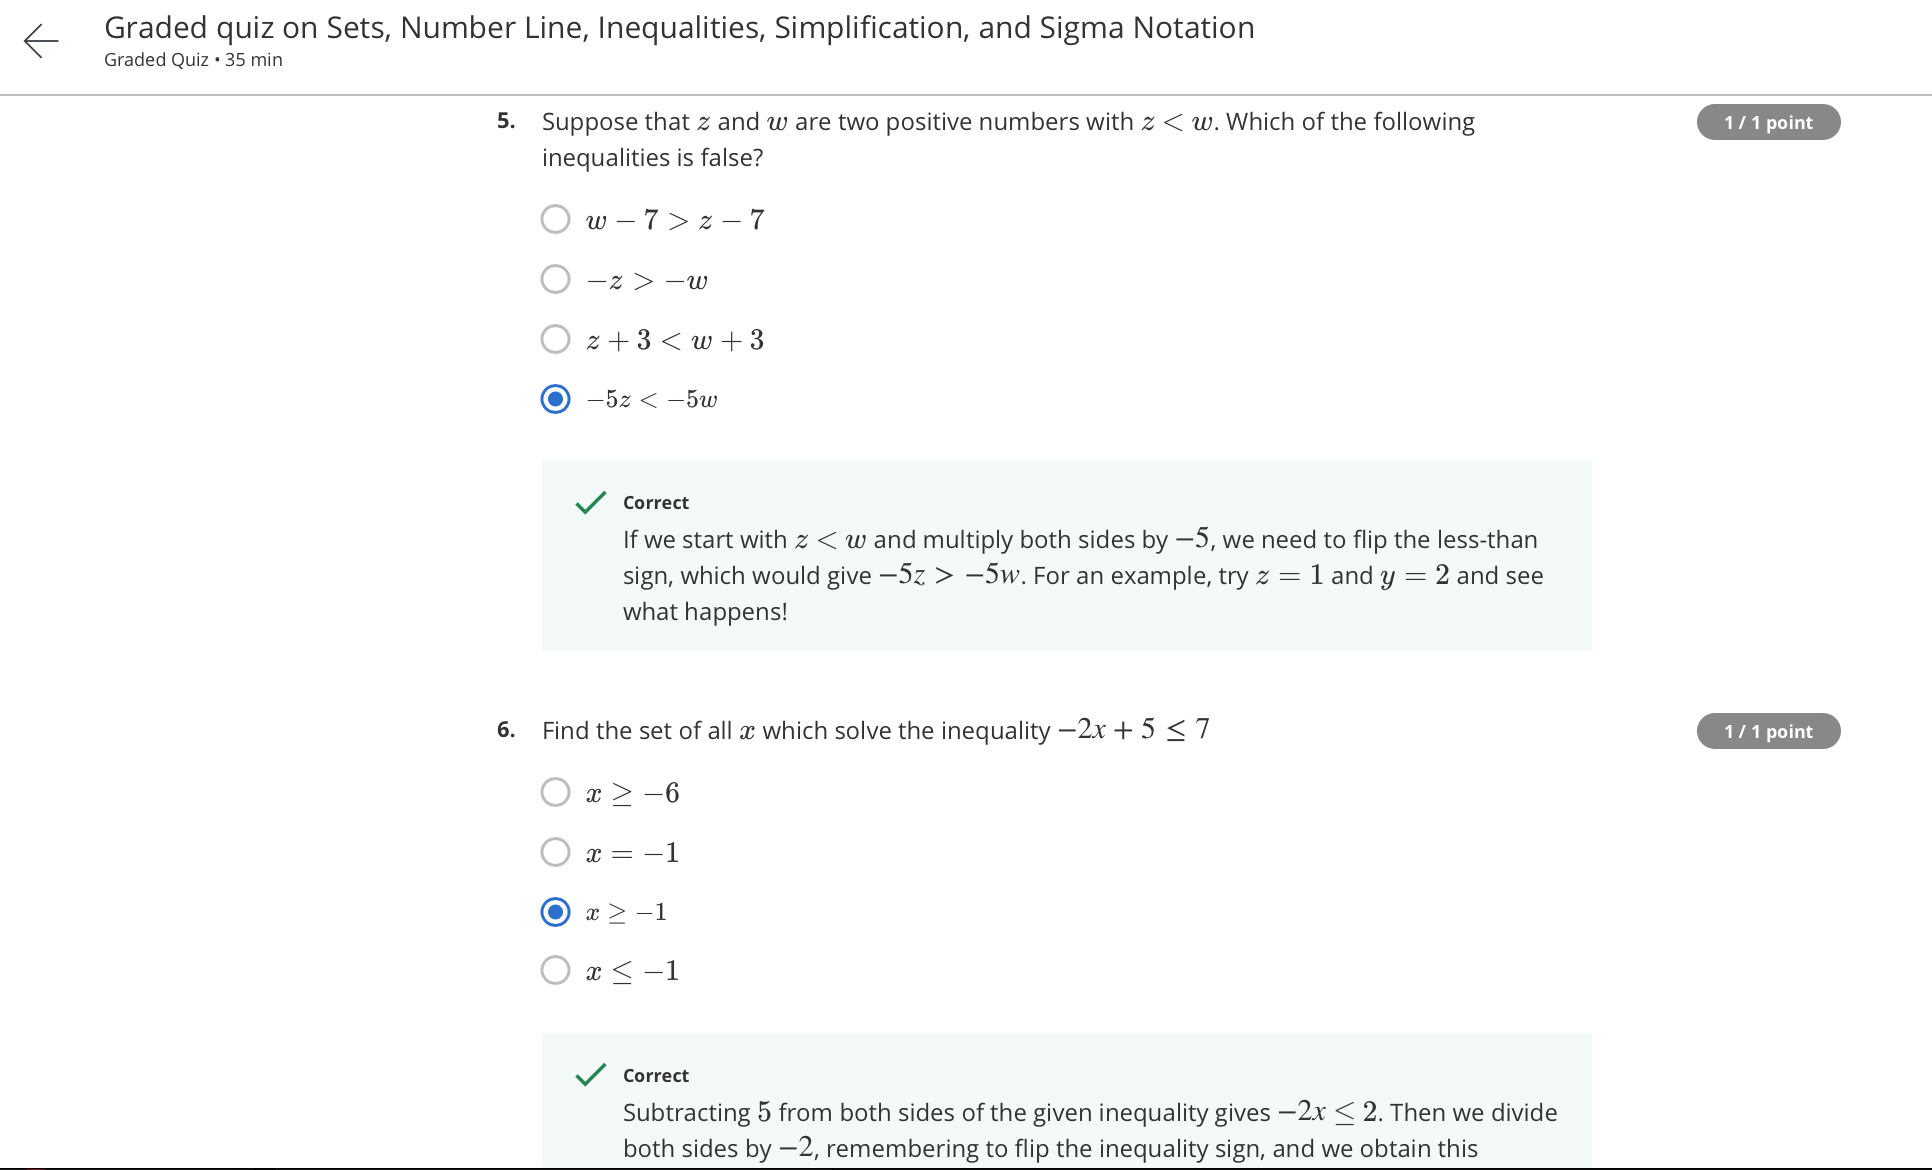 Graded quiz on Sets, Number Line, Inequalities, Simplification, and Sigma Notation
Graded Quiz • 35 min
5. Suppose that z and w are two positive numbers with z < w. Which of the following
1 / 1 point
inequalities is false?
w − 7 > z − 7
−z > −w
z + 3 < w + 3
−5z < −5w
Correct
If we start with z < w and multiply both sides by −5, we need to flip the less-than
sign, which would give −5z > −5w. For an example, try z = 1 and y = 2 and see
what happens!
6. Find the set of all x which solve the inequality −2x + 5 ≤ 7
1 / 1 point
x ≥ −6
x = −1
x ≥ −1
x ≤ −1
Correct
Subtracting 5 from both sides of the given inequality gives −2x ≤ 2. Then we divide
both sides by −2, remembering to flip the inequality sign, and we obtain this